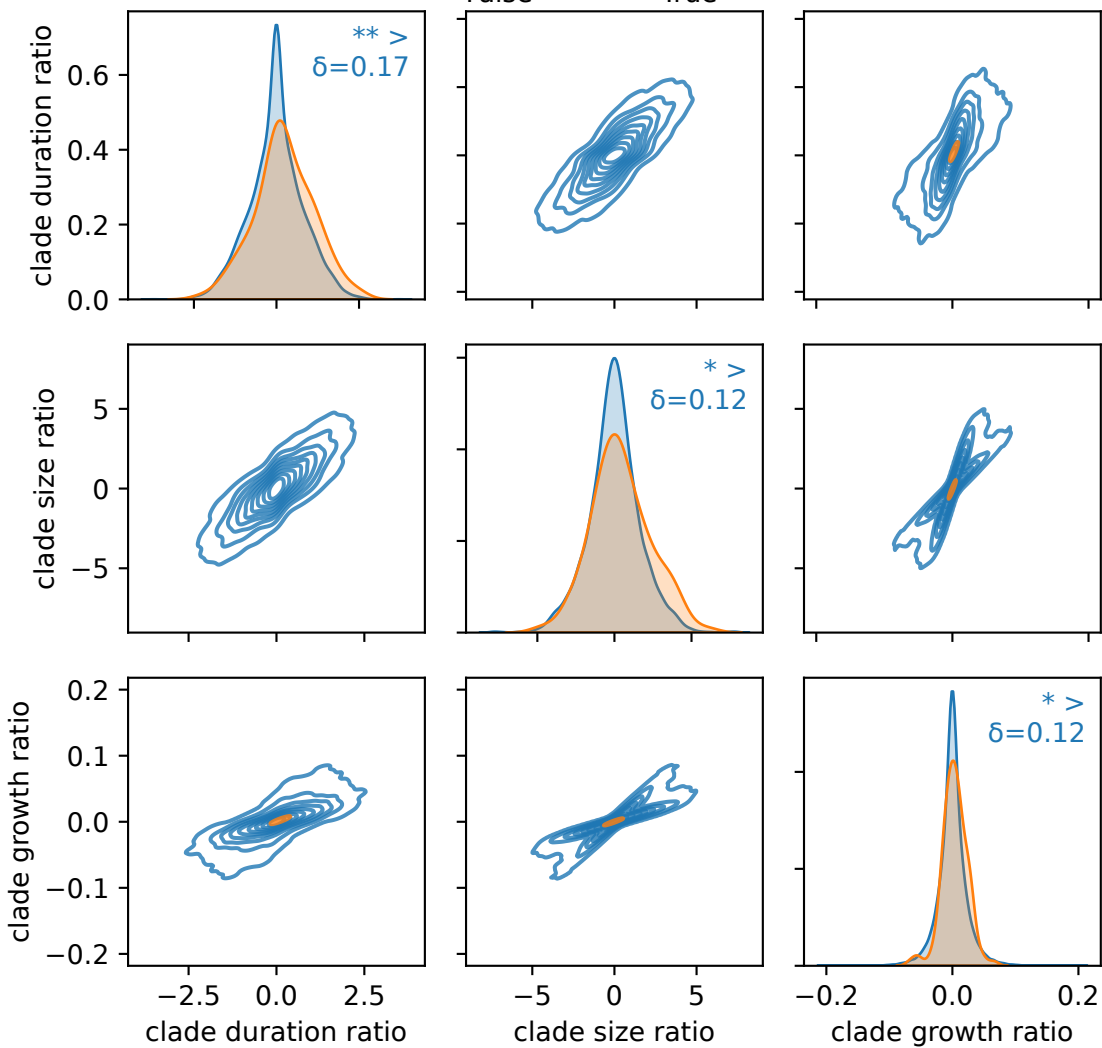 False True
clade duration ratio
0.6
0.4
0.2
0.0
** >
δ=0.17
clade size ratio
5
0
−5
* >
δ=0.12
clade growth ratio
0.2
0.1
0.0
−0.1
−0.2
* >
δ=0.12
−2.5 0.0 2.5
−5 0 5
−0.2 0.0 0.2
clade duration ratio
clade size ratio
clade growth ratio